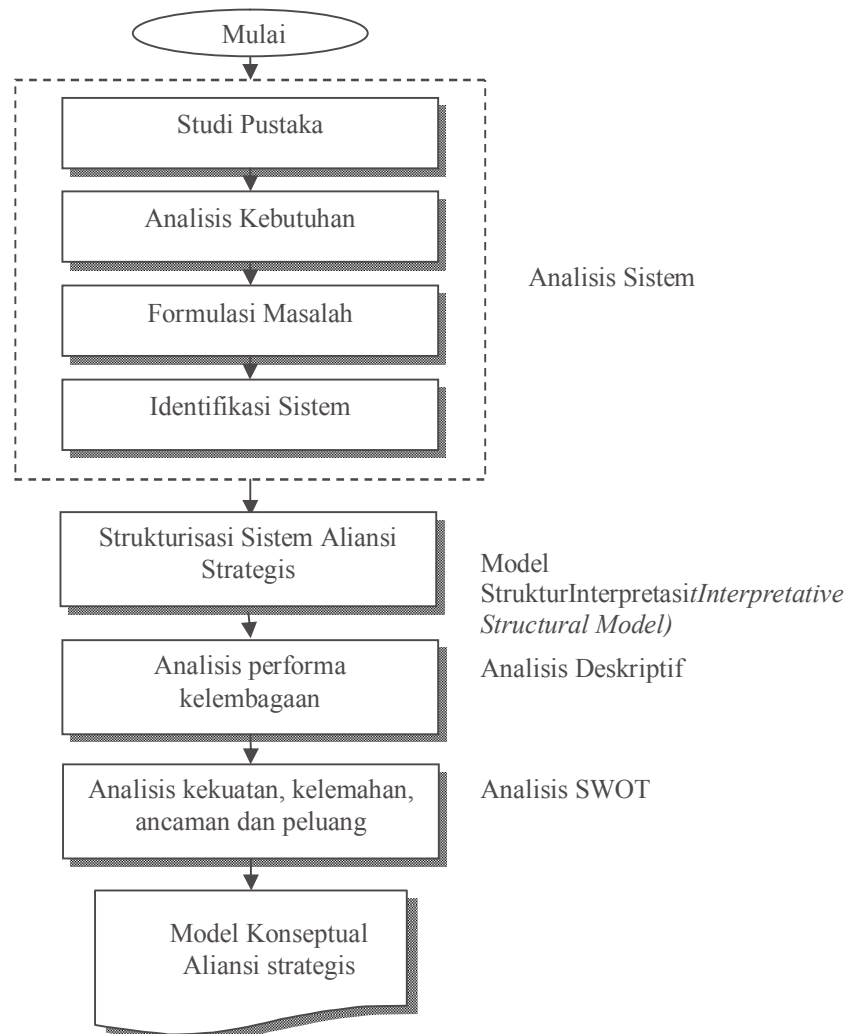 Mulai
Studi Pustaka
Analisis Kebutuhan
Formulasi Masalah
Identifikasi Sistem
Analisis Sistem
Strukturisasi Sistem Aliansi
Strategis
Model
StrukturInterpretasitInterpretative
Structural Model)
Analisis performa
kelembagaan
Analisis Deskriptif
Analisis kekuatan, kelemahan,
ancaman dan peluang
Analisis SWOT
Model Konseptual
Aliansi strategis